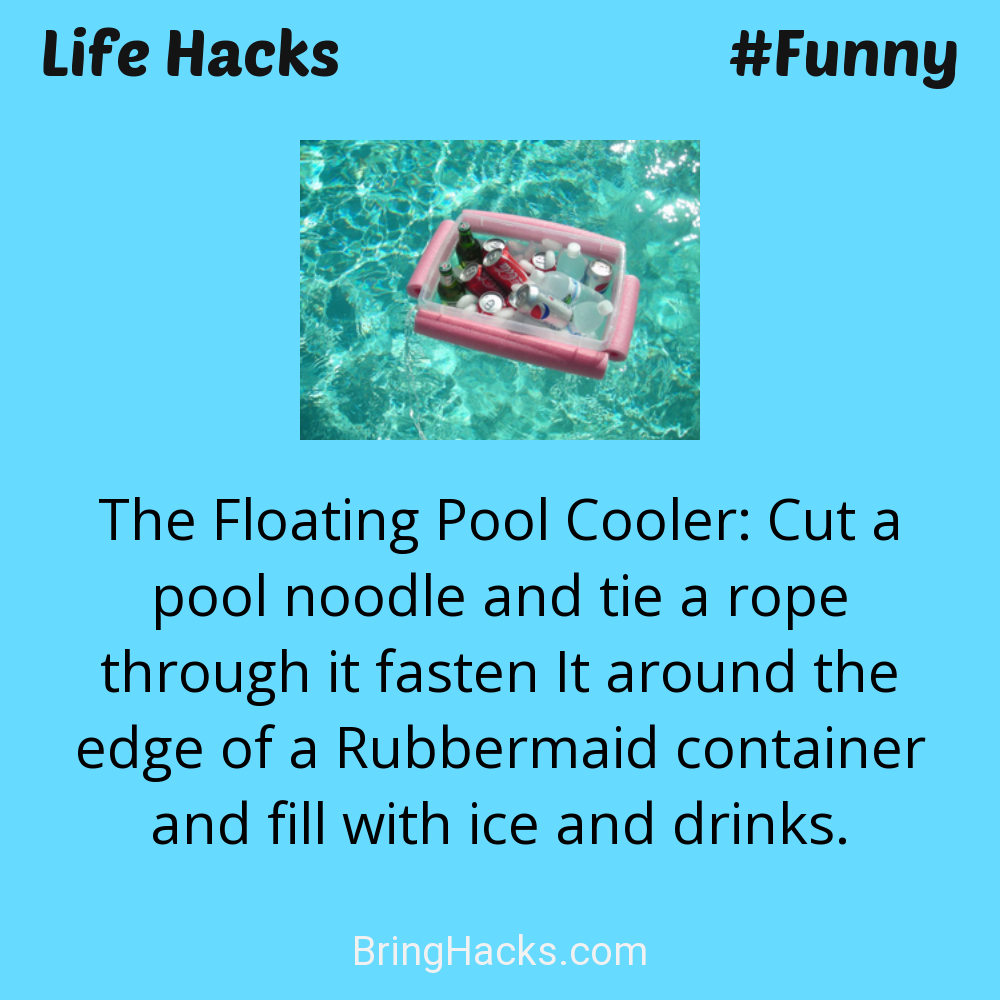 Life Hacks #Funny
The Floating Pool Cooler: Cut a
pool noodle and tie a rope
through it fasten It around the
edge of a Rubbermaid container
and fill with ice and drinks.
BringHacks.com